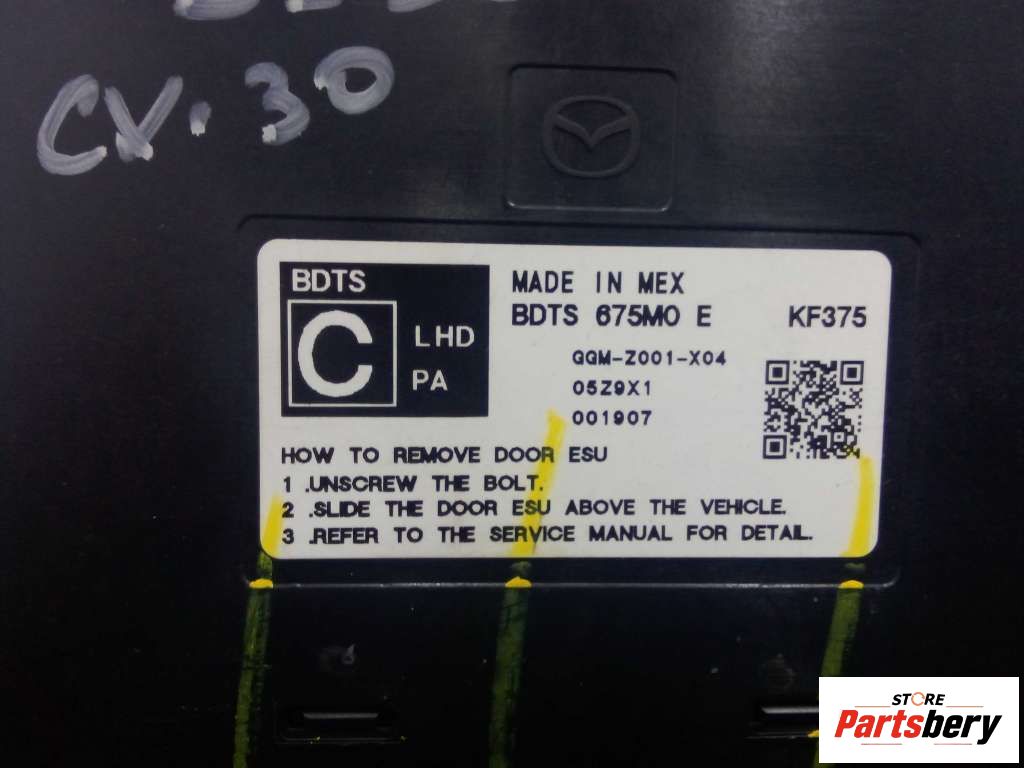 CX-30
BDTS
C
LHD
PA
MADE IN MEX
BDTS 675M0 E KF375
GGM-Z001-X04
05Z9X1
001907
HOW TO REMOVE DOOR ESU
1 .UNSCREW THE BOLT.
2 .SLIDE THE DOOR ESU ABOVE THE VEHICLE.
3 .REFER TO THE SERVICE MANUAL FOR DETAIL.
STORE
Partsbery